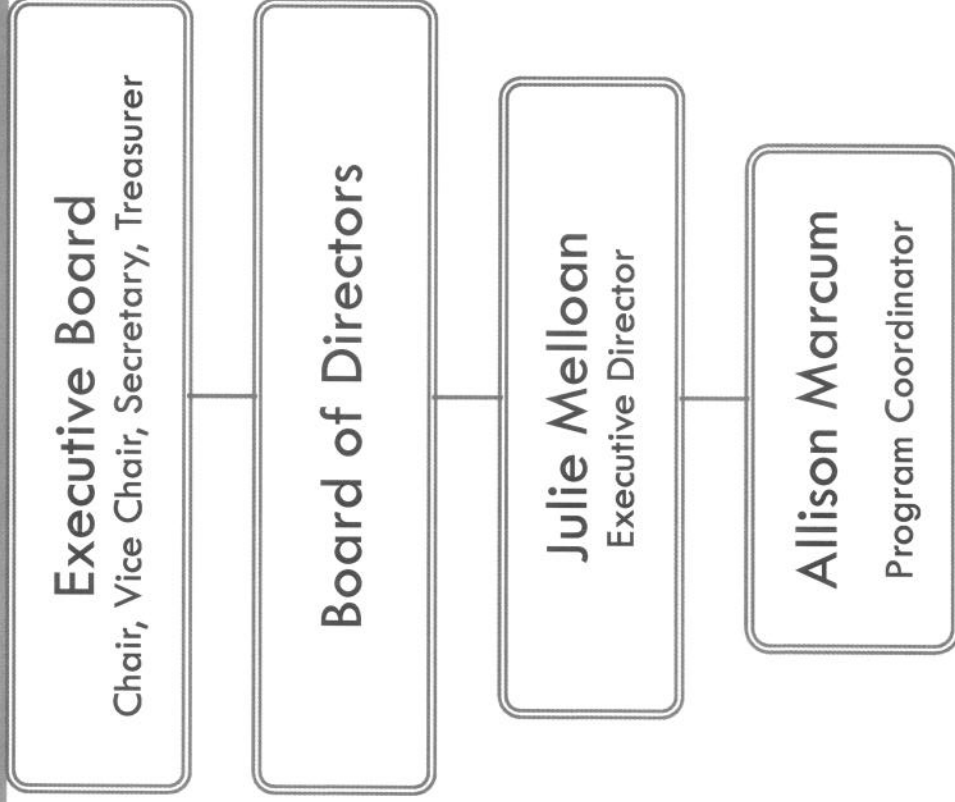 Executive Board
Chair, Vice Chair, Secretary, Treasurer
Board of Directors
Julie Melloan
Executive Director
Allison Marcum
Program Coordinator